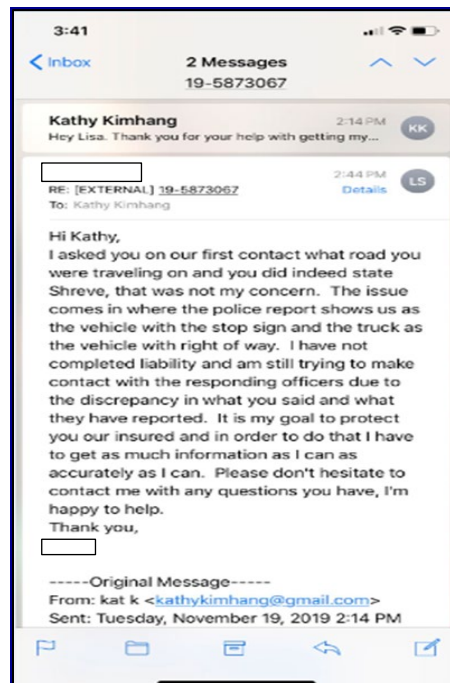 3:41
Inbox
2 Messages
19-5873067
Kathy Kimhang
2:14 PM
KK
Hey Lisa. Thank you for your help with getting my...
2:44 PM
LS
RE: [EXTERNAL] 19-5873067
Details
To: Kathy Kimhang
Hi Kathy,
I asked you on our first contact what road you
were traveling on and you did indeed state
Shreve, that was not my concern.  The issue
comes in where the police report shows us as
the vehicle with the stop sign and the truck as
the vehicle with right of way.  I have not
completed liability and am still trying to make
contact with the responding officers due to
the discrepancy in what you said and what
they have reported.  It is my goal to protect
you our insured and in order to do that I have
to get as much information as I can as
accurately as I can.  Please don't hesitate to
contact me with any questions you have, I'm
happy to help.
Thank you,
-----Original Message-----
From: kat k <kathykimhang@gmail.com>
Sent: Tuesday, November 19, 2019 2:14 PM